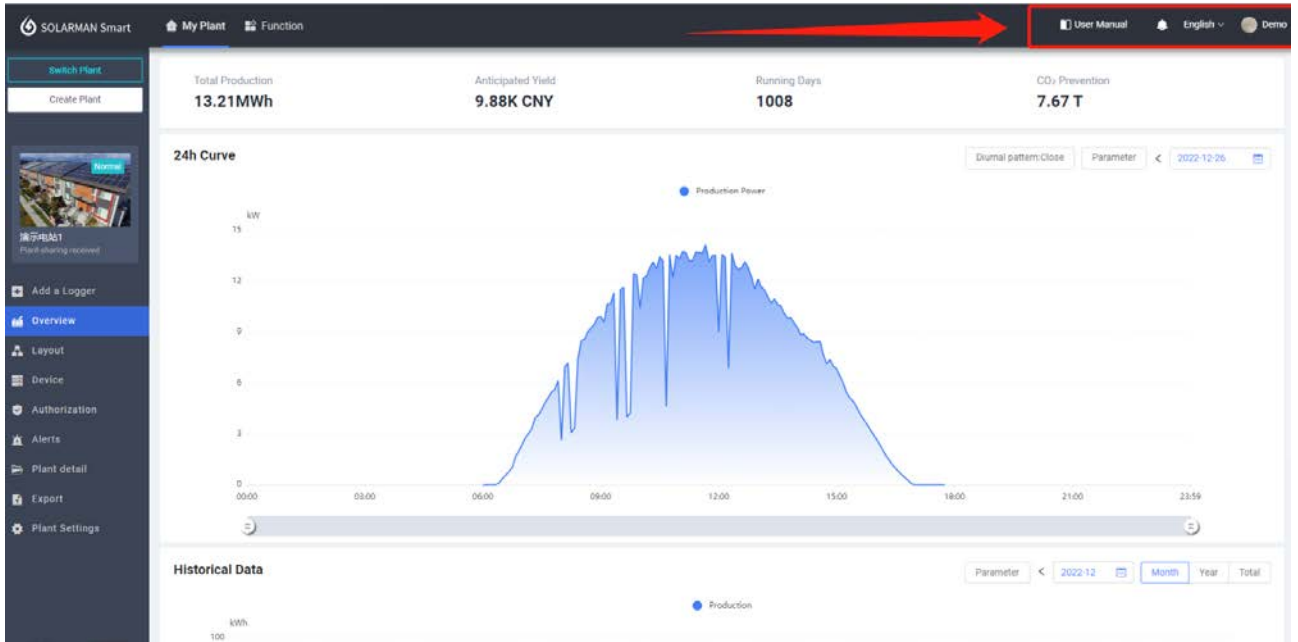 SOLARMAN Smart
My Plant
Function
User Manual
English
Demo
Switch Plant
Create Plant
Normal
演示电站1
Plant sharing received
Add a Logger
Overview
Layout
Device
Authorization
Alerts
Plant detail
Export
Plant Settings
Total Production
13.21MWh
Anticipated Yield
9.88K CNY
Running Days
1008
CO₂ Prevention
7.67 T
24h Curve
Diurnal pattern:Close
Parameter
< 2022-12-26
Production Power
kW
15
12
9
6
3
0
00:00 03:00 06:00 09:00 12:00 15:00 18:00 21:00 23:59
Historical Data
Parameter
< 2022-12
Month Year Total
Production
kWh
100